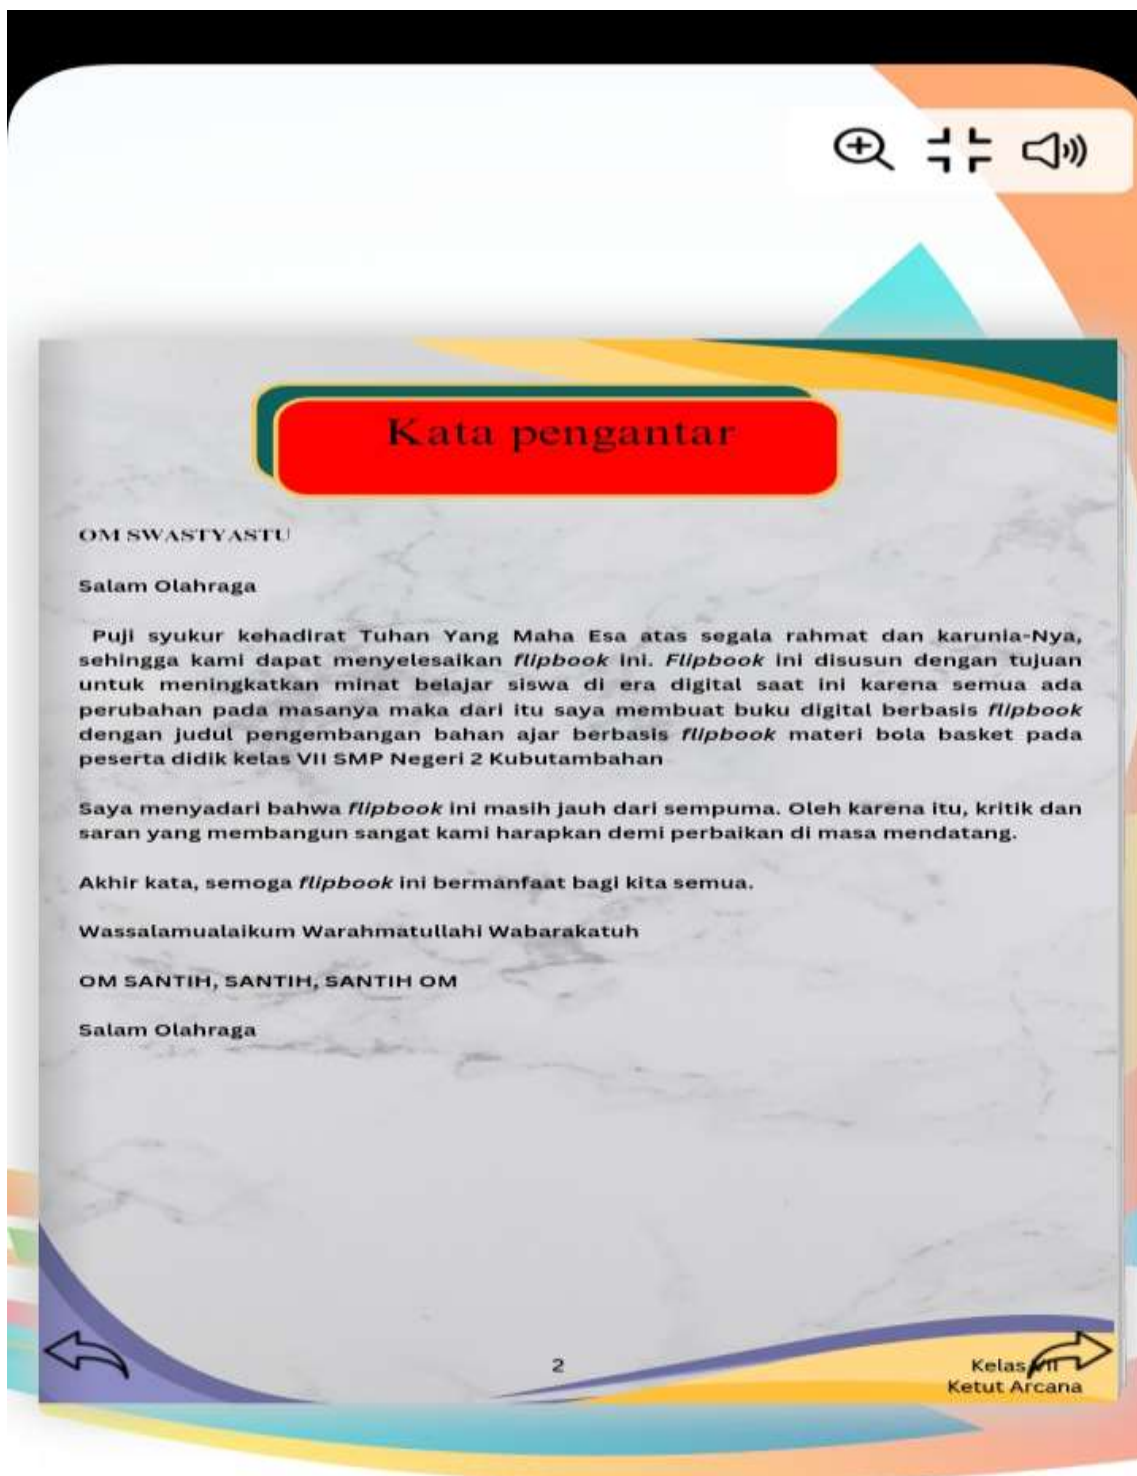 Kata pengantar
OM SWASTYASTU
Salam Olahraga
Puji syukur kehadirat Tuhan Yang Maha Esa atas segala rahmat dan karunia-Nya,
sehingga kami dapat menyelesaikan flipbook ini. Flipbook ini disusun dengan tujuan
untuk meningkatkan minat belajar siswa di era digital saat ini karena semua ada
perubahan pada masanya maka dari itu saya membuat buku digital berbasis flipbook
dengan judul pengembangan bahan ajar berbasis flipbook materi bola basket pada
peserta didik kelas VII SMP Negeri 2 Kubutambahan
Saya menyadari bahwa flipbook ini masih jauh dari sempuma. Oleh karena itu, kritik dan
saran yang membangun sangat kami harapkan demi perbaikan di masa mendatang.
Akhir kata, semoga flipbook ini bermanfaat bagi kita semua.
Wassalamualaikum Warahmatullahi Wabarakatuh
OM SANTIH, SANTIH, SANTIH OM
Salam Olahraga
2
Kelas VII
Ketut Arcana